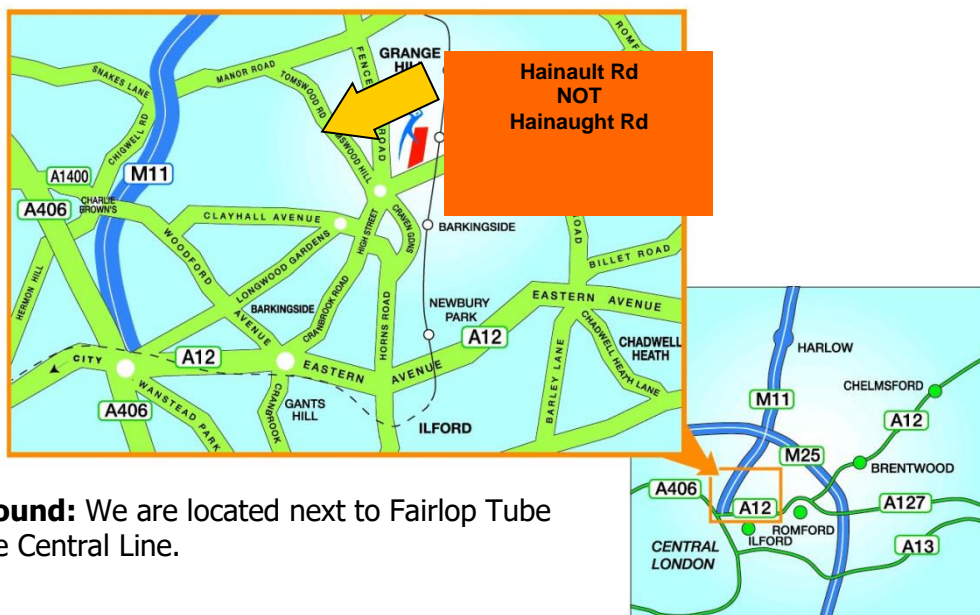 SNAKES LANE
MANOR ROAD
CHIGWELL RD
TOMSWOOD RD
GRANGE
Hainault Rd
NOT
Hainaught Rd
ROAD
A1400
M11
A406
CHARLIE
BROWN'S
CLAYHALL AVENUE
WOODFORD
AVENUE
LONGWOOD GARDENS
HIGH STREET
CRAVEN GDNS
BARKINGSIDE
ROAD
BILLET ROAD
HERMON HILL
BARKINGSIDE
CRANBROOK ROAD
HORNS ROAD
NEWBURY
PARK
EASTERN AVENUE
A12
CHADWELL
HEATH
CHADWELL HEATH LANE
BARLEY LANE
CITY
A12
EASTERN AVENUE
A406
WANSTEAD PARK
CRANBROOK
GANTS
HILL
ILFORD
HARLOW
CHELMSFORD
M11
A12
M25
BRENTWOOD
A406
A12
A127
ROMFORD
ILFORD
A13
CENTRAL
LONDON
ound: We are located next to Fairlop Tube
e Central Line.